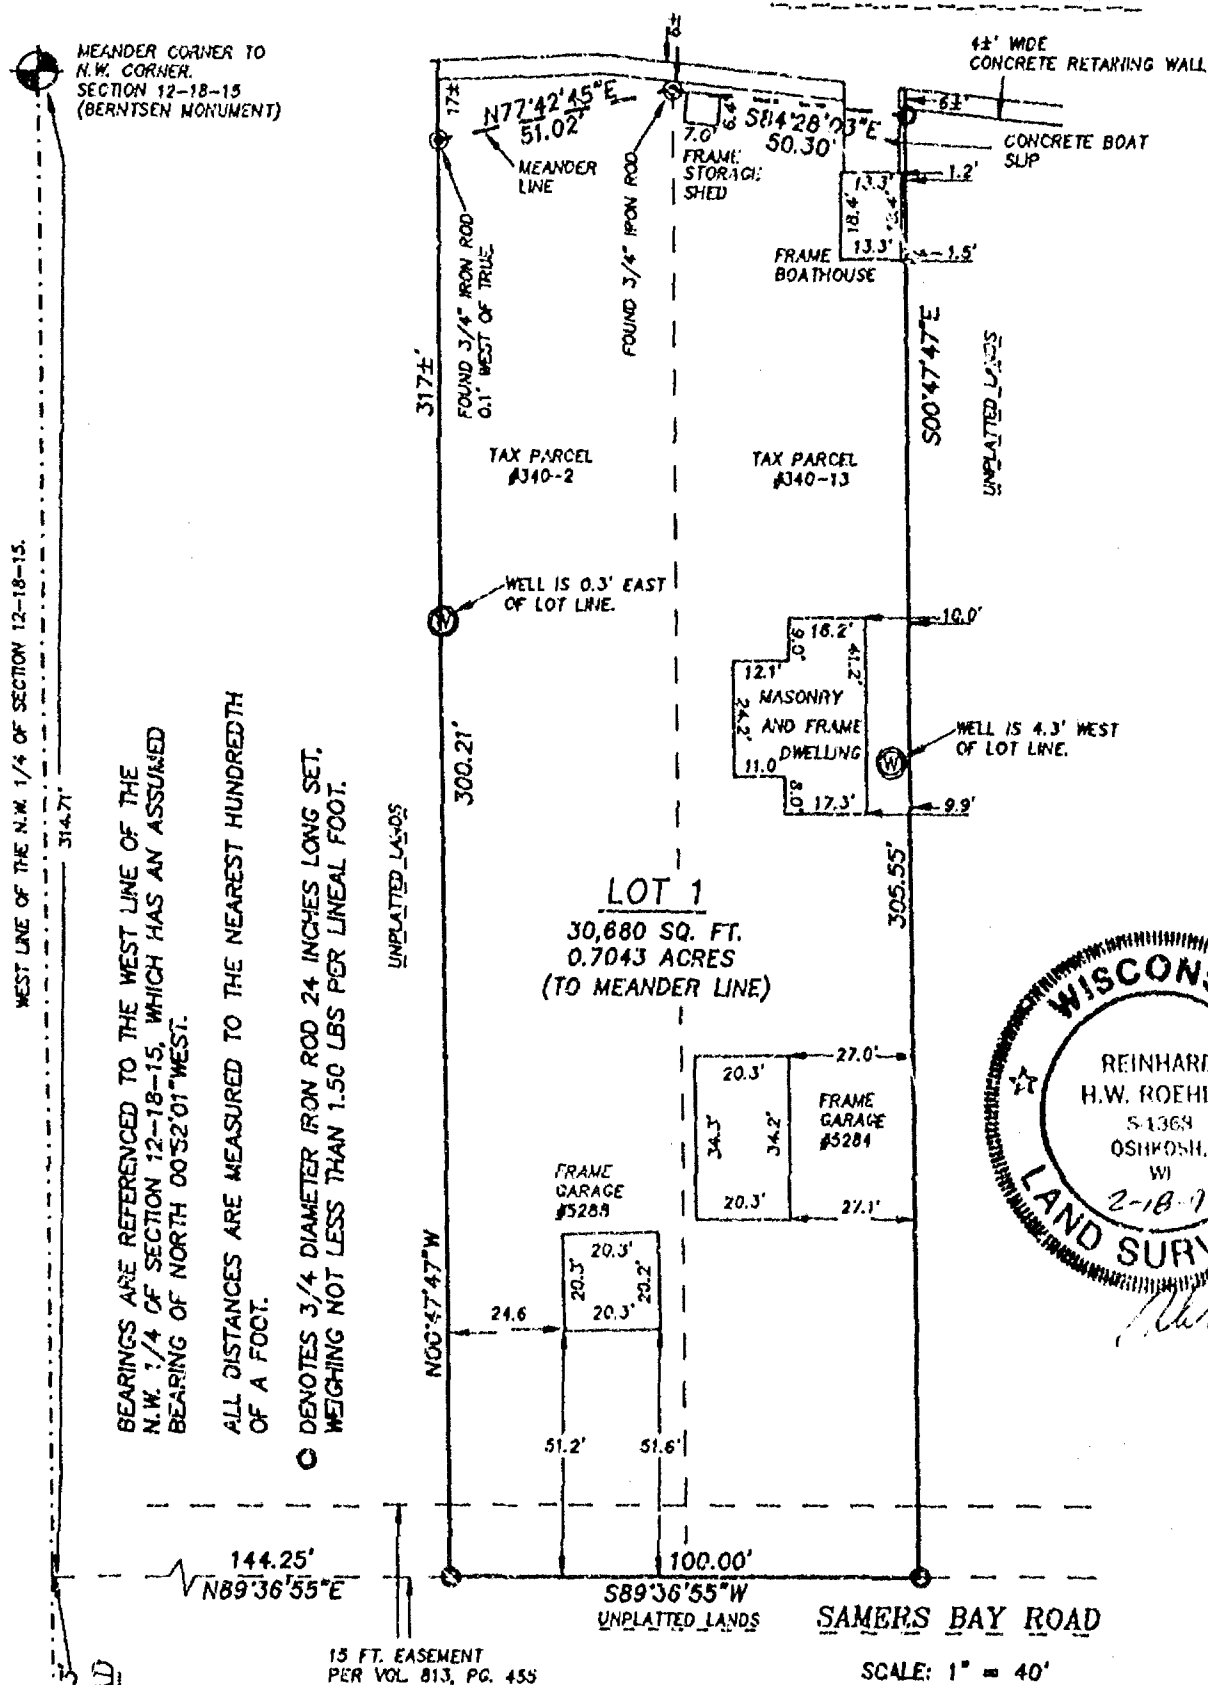 MEANDER CORNER TO
N.W. CORNER.
SECTION 12-18-15
(BERNTSEN MONUMENT)
4±' WIDE
CONCRETE RETAINING WALL
6±'
17±
N77°42'45"E
51.02'
MEANDER
LINE
7.0'
6.4'
FRAME
STORAGE
SHED
S84°28'03"E
50.30'
CONCRETE BOAT
SLIP
13.3'
1.2'
18.4'
18.4'
13.3'
1.5'
FRAME
BOATHOUSE
FOUND 3/4" IRON ROD
0.1' WEST OF TRUE
FOUND 3/4" IRON ROD
317±'
S00°47'47"E
UNPLATTED LANDS
TAX PARCEL
#340-2
TAX PARCEL
#340-13
WELL IS 0.3' EAST
OF LOT LINE.
10.0'
16.2'
9.0'
41.2'
12.1'
24.2'
MASONRY
AND FRAME
DWELLING
11.0
8.0'
17.3'
9.9'
WELL IS 4.3' WEST
OF LOT LINE.
W
W
WEST LINE OF THE N.W. 1/4 OF SECTION 12-18-15.
314.71'
BEARINGS ARE REFERENCED TO THE WEST LINE OF THE
N.W. 1/4 OF SECTION 12-18-15, WHICH HAS AN ASSUMED
BEARING OF NORTH 00°52'01" WEST.
ALL DISTANCES ARE MEASURED TO THE NEAREST HUNDREDTH
OF A FOOT.
O DENOTES 3/4 DIAMETER IRON ROD 24 INCHES LONG SET,
WEIGHING NOT LESS THAN 1.50 LBS PER LINEAL FOOT.
UNPLATTED LANDS
300.21'
305.55'
LOT 1
30,680 SQ. FT.
0.7043 ACRES
(TO MEANDER LINE)
WISCONS
REINHARD
H.W. ROEHL
S-1368
OSHKOSH,
WI
2-18-
LAND SURV
27.0'
20.3'
34.3'
34.2'
FRAME
GARAGE
#5284
20.3'
27.1'
FRAME
GARAGE
#5288
20.3'
20.3'
20.2'
20.3'
24.6
N00°47'47"W
51.2'
51.6'
144.25'
N89°36'55"E
100.00'
S89°36'55"W
UNPLATTED LANDS
SAMERS BAY ROAD
15 FT. EASEMENT
PER VOL. 813, PG. 455
SCALE: 1" = 40'